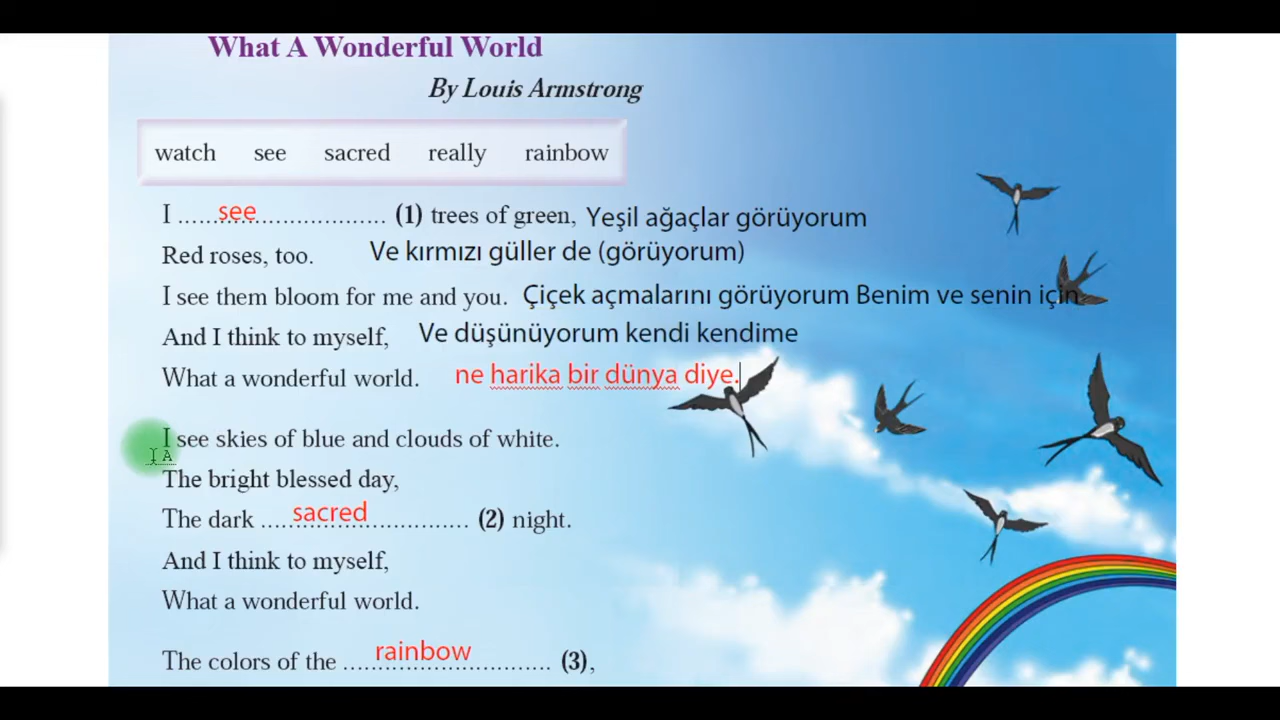 What A Wonderful World
By Louis Armstrong
watch see sacred really rainbow
I ...... see ...... (1) trees of green, Yeşil ağaçlar görüyorum
Red roses, too. Ve kırmızı güller de (görüyorum)
I see them bloom for me and you. Çiçek açmalarını görüyorum Benim ve senin için
And I think to myself, Ve düşünüyorum kendi kendime
What a wonderful world. ne harika bir dünya diye.
I see skies of blue and clouds of white.
The bright blessed day,
The dark ...... sacred ...... (2) night.
And I think to myself,
What a wonderful world.
The colors of the ...... rainbow ...... (3),